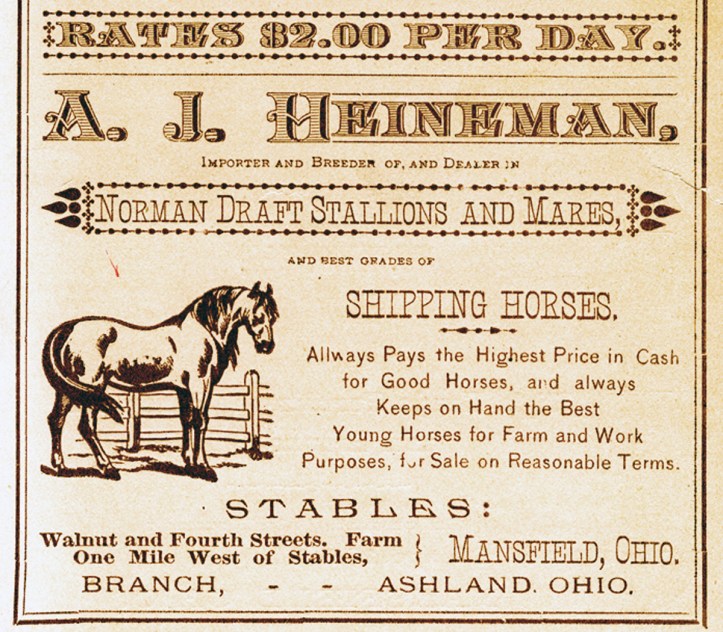 RATES $2.00 PER DAY.
A. J. HEINEMAN,
IMPORTER AND BREEDER OF, AND DEALER IN
NORMAN DRAFT STALLIONS AND MARES,
AND BEST GRADES OF
SHIPPING HORSES.
Allways Pays the Highest Price in Cash
for Good Horses, and always
Keeps on Hand the Best
Young Horses for Farm and Work
Purposes, for Sale on Reasonable Terms.
STABLES:
Walnut and Fourth Streets. Farm
One Mile West of Stables, } MANSFIELD, OHIO.
BRANCH, - - ASHLAND, OHIO.